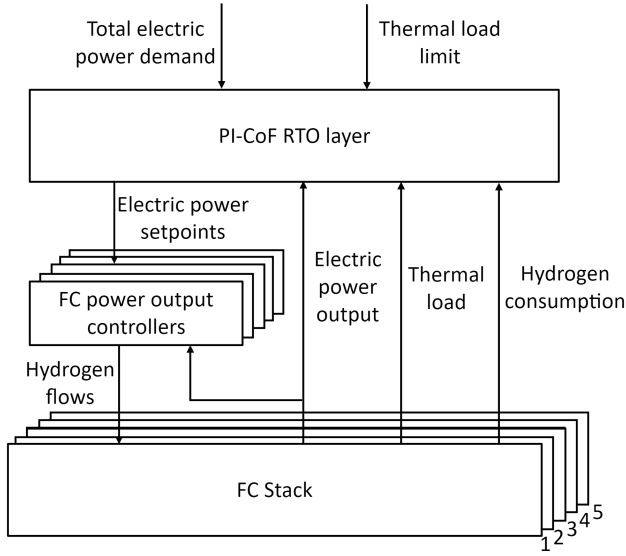 Total electric
power demand
Thermal load
limit
PI-CoF RTO layer
Electric power
setpoints
FC power output
controllers
Electric
power
output
Thermal
load
Hydrogen
consumption
Hydrogen
flows
FC Stack
1
2
3
4
5